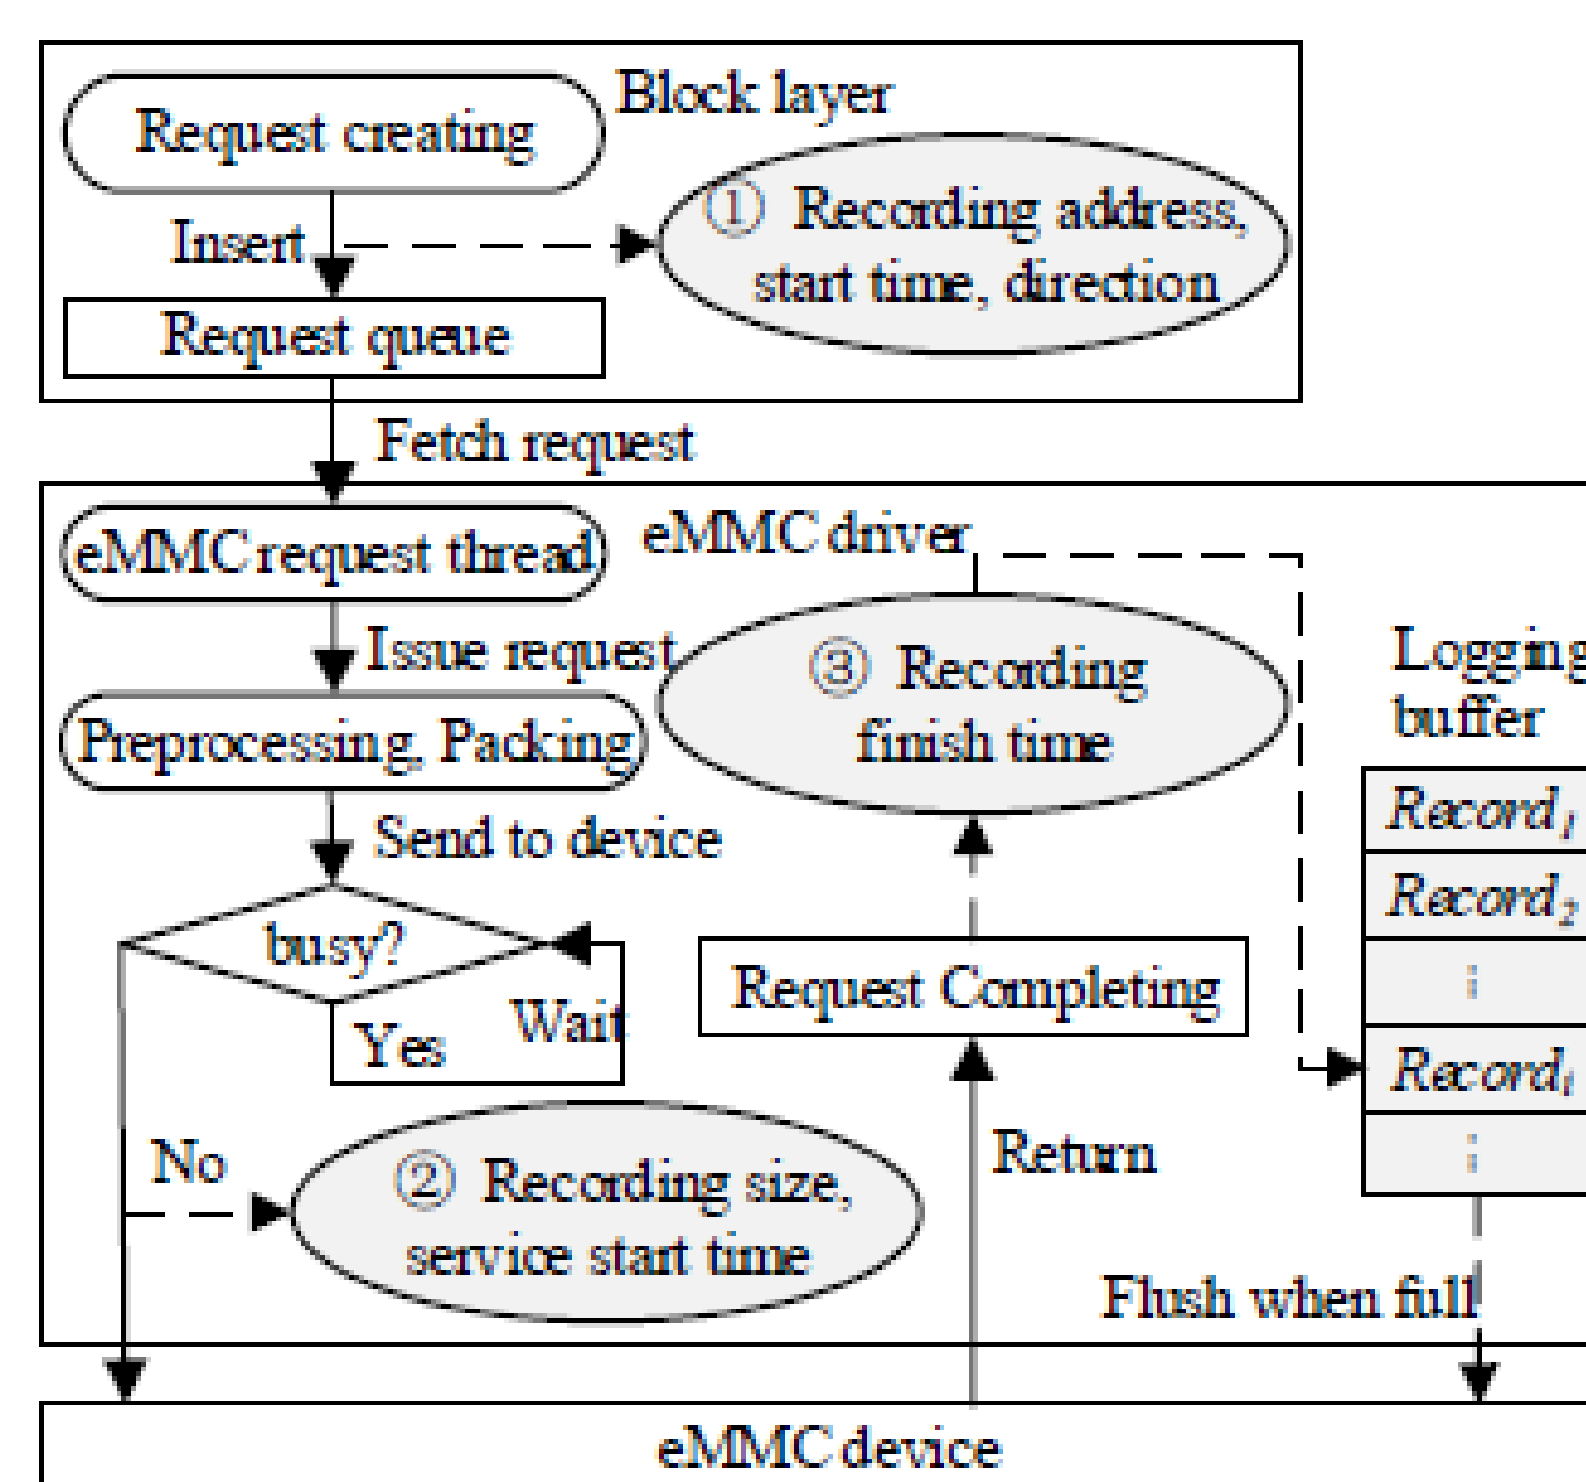 Request creating
Block layer
① Recording address,
start time, direction
Insert
Request queue
Fetch request
eMMC request thread
eMMC driver
Issue request
③ Recording
finish time
Logging
buffer
Preprocessing, Packing
Send to device
Record₁
Record₂
⋮
Recordᵢ
⋮
busy?
Wait
Yes
Request Completing
No
② Recording size,
service start time
Return
Flush when full
eMMC device